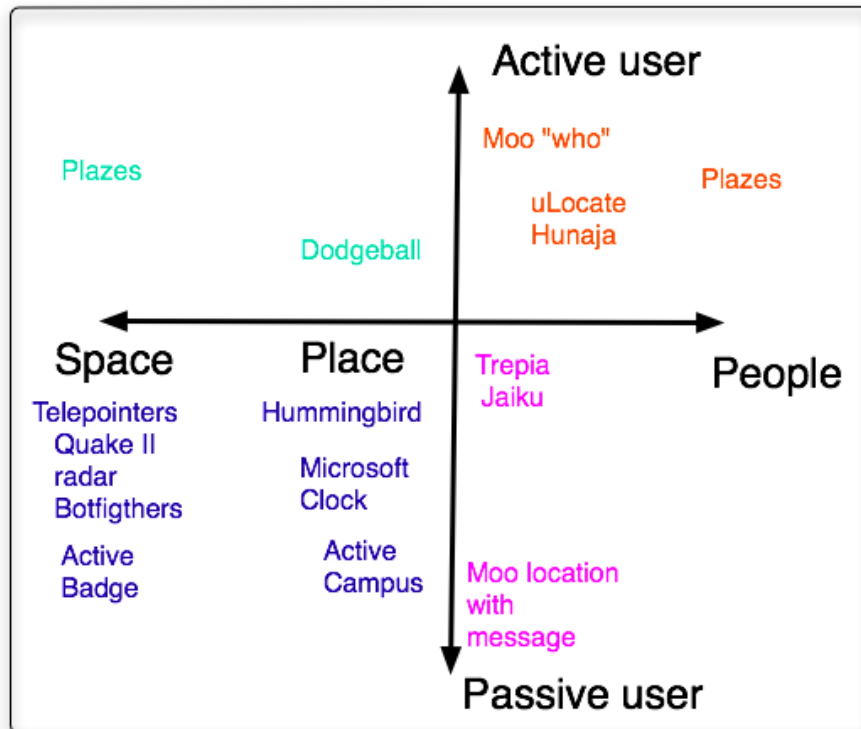 Active user
Moo "who"
Plazes
Plazes
uLocate
Hunaja
Dodgeball
Space
Place
People
Trepia
Jaiku
Telepointers
Quake II
radar
Botfigthers
Hummingbird
Microsoft
Clock
Active
Badge
Active
Campus
Moo location
with
message
Passive user